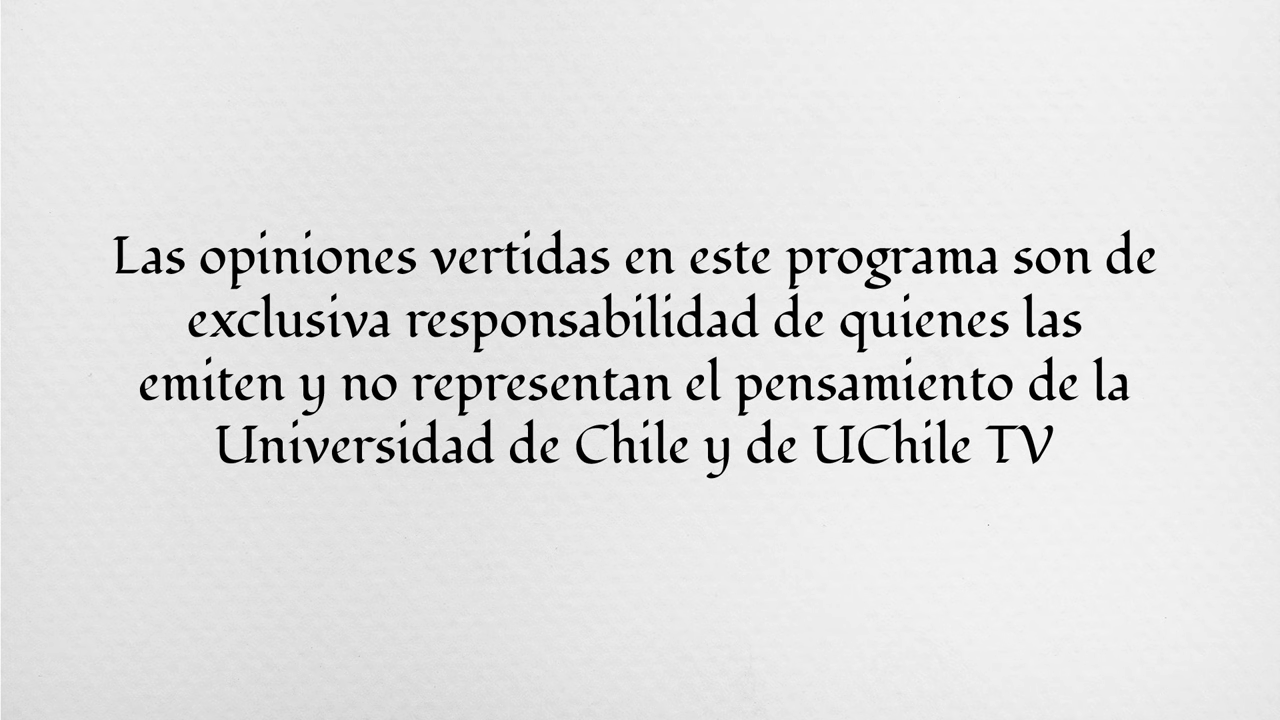 Las opiniones vertidas en este programa son de
exclusiva responsabilidad de quienes las
emiten y no representan el pensamiento de la
Universidad de Chile y de UChile TV